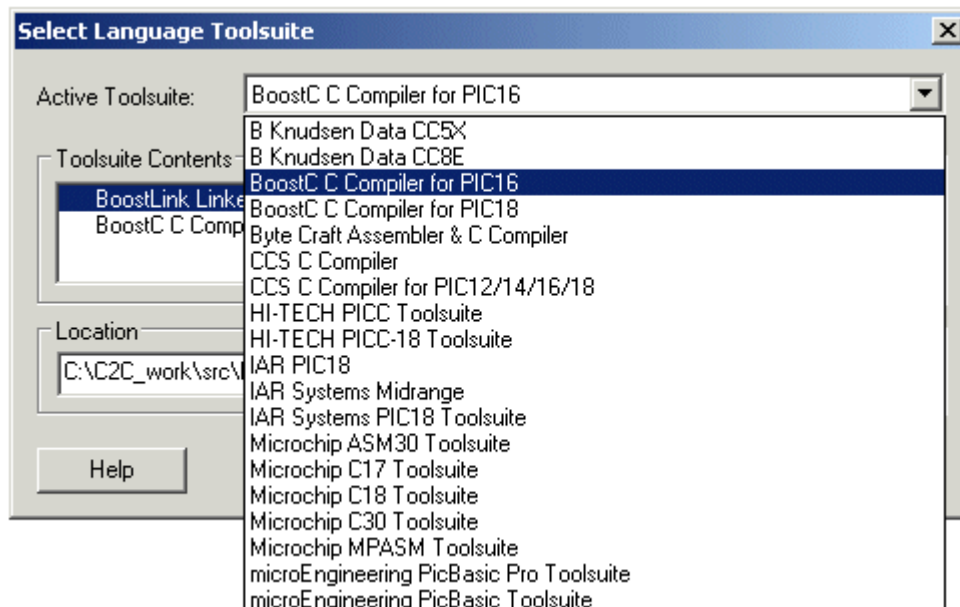 Select Language Toolsuite
Active Toolsuite:
BoostC C Compiler for PIC16
B Knudsen Data CC5X
B Knudsen Data CC8E
BoostC C Compiler for PIC16
BoostC C Compiler for PIC18
Byte Craft Assembler & C Compiler
CCS C Compiler
CCS C Compiler for PIC12/14/16/18
HI-TECH PICC Toolsuite
HI-TECH PICC-18 Toolsuite
IAR PIC18
IAR Systems Midrange
IAR Systems PIC18 Toolsuite
Microchip ASM30 Toolsuite
Microchip C17 Toolsuite
Microchip C18 Toolsuite
Microchip C30 Toolsuite
Microchip MPASM Toolsuite
microEngineering PicBasic Pro Toolsuite
microEngineering PicBasic Toolsuite
Toolsuite Contents
BoostLink Linke
BoostC C Comp
Location
C:\C2C_work\src\
Help